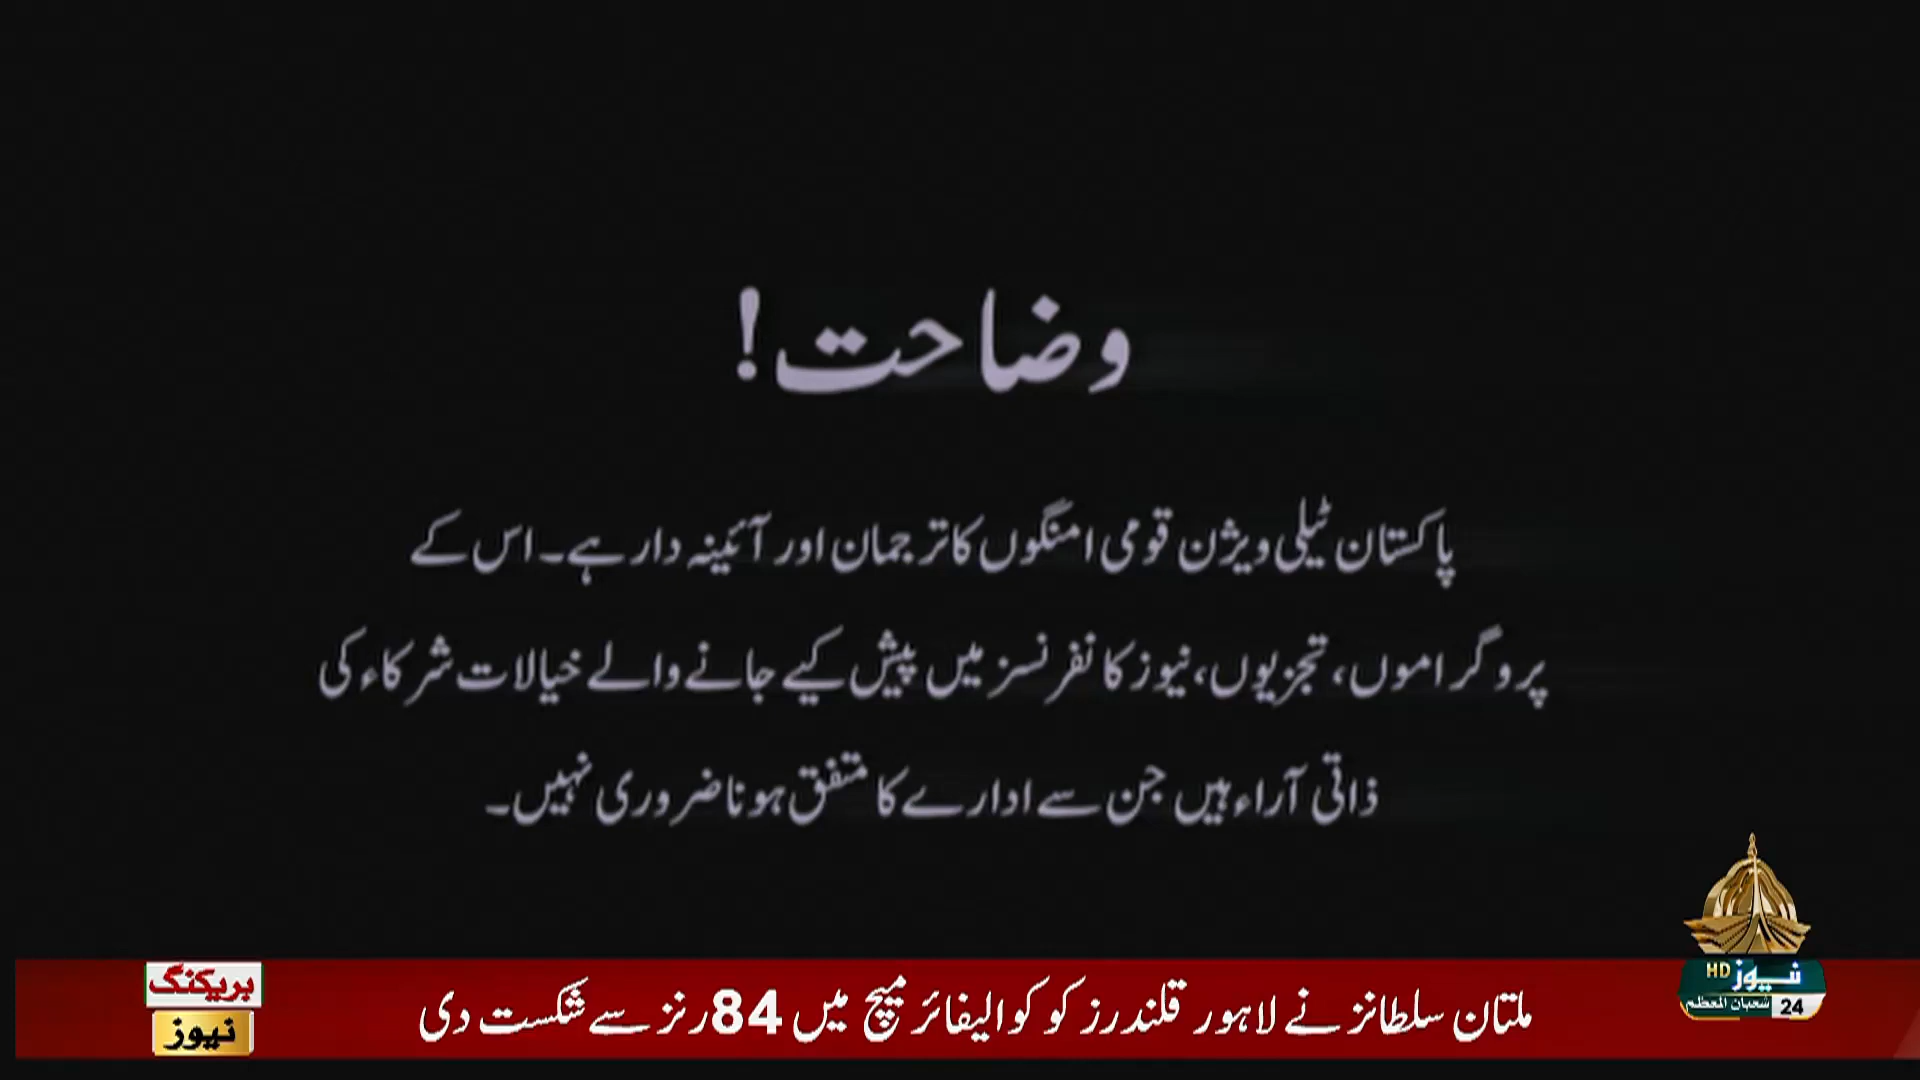 وضاحت!
پاکستان ٹیلی ویژن قومی امنگوں کا ترجمان اور آئینہ دار ہے۔ اس کے
پروگراموں، تجزیوں، نیوز کانفرنسز میں پیش کیے جانے والے خیالات شرکاء کی
ذاتی آراء ہیں جن سے ادارے کا متفق ہونا ضروری نہیں۔
نیوز HD
24 شعبان المعظم
بریکنگ
نیوز
ملتان سلطانز نے لاہور قلندرز کو کوالیفائر میچ میں 84 رنز سے شکست دی